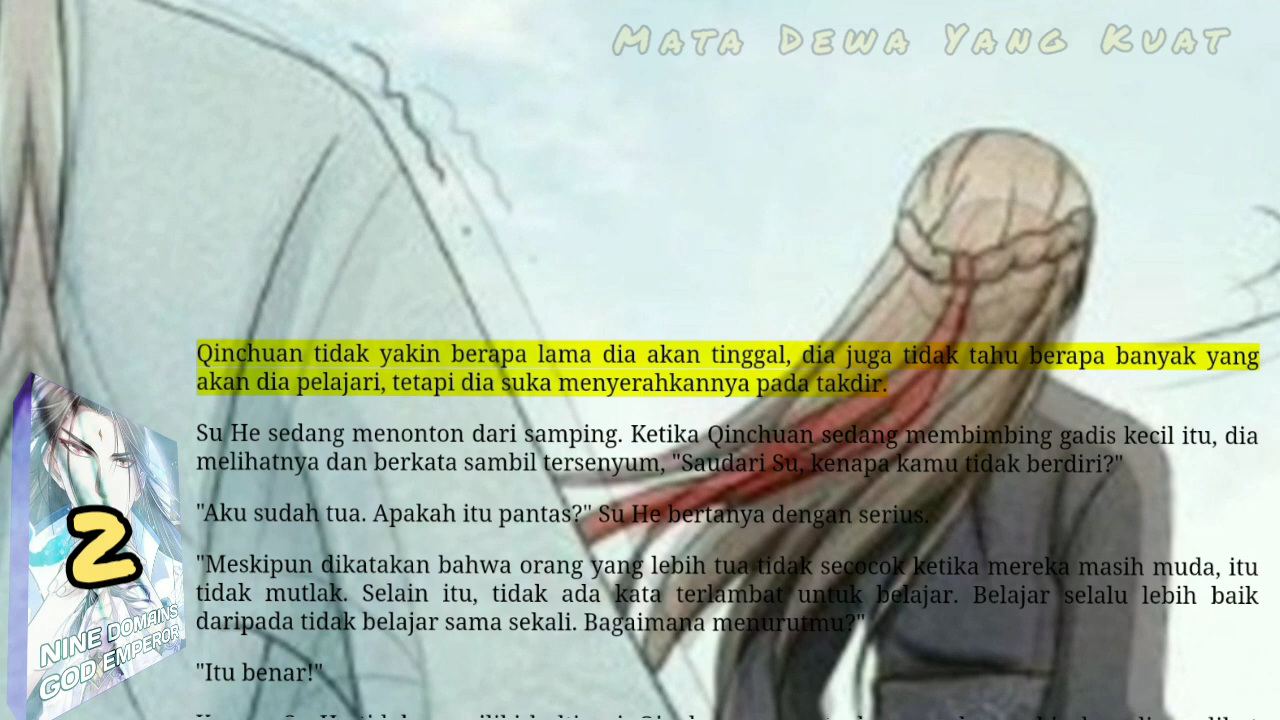 Mata Dewa Yang Kuat
Qinchuan tidak yakin berapa lama dia akan tinggal, dia juga tidak tahu berapa banyak yang
akan dia pelajari, tetapi dia suka menyerahkannya pada takdir.
Su He sedang menonton dari samping. Ketika Qinchuan sedang membimbing gadis kecil itu, dia
melihatnya dan berkata sambil tersenyum, "Saudari Su, kenapa kamu tidak berdiri?"
"Aku sudah tua. Apakah itu pantas?" Su He bertanya dengan serius.
"Meskipun dikatakan bahwa orang yang lebih tua tidak secocok ketika mereka masih muda, itu
tidak mutlak. Selain itu, tidak ada kata terlambat untuk belajar. Belajar selalu lebih baik
daripada tidak belajar sama sekali. Bagaimana menurutmu?"
"Itu benar!"
2
NINE DOMAINS
GOD EMPEROR